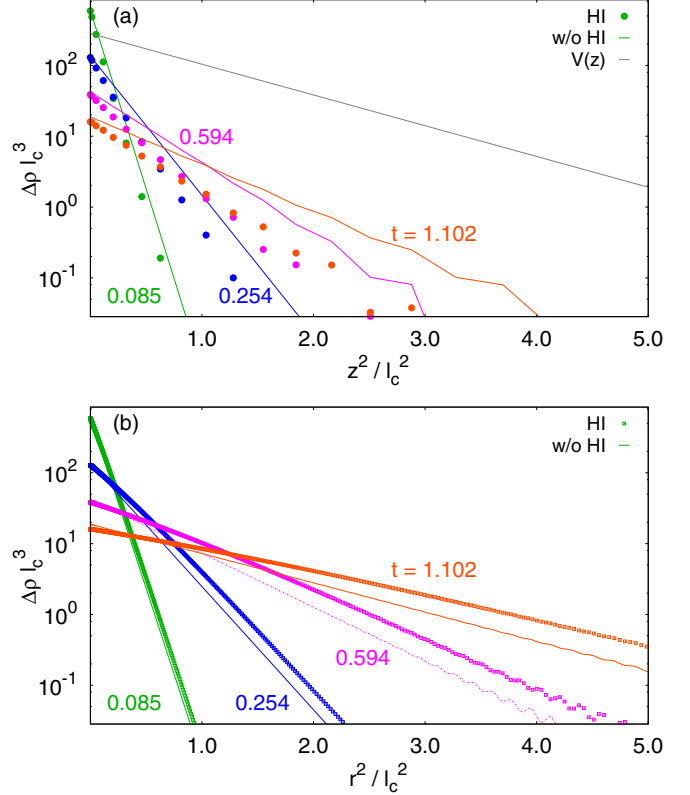 (a)
HI
w/o HI
V(z)
10^2
10^1
10^0
10^-1
Δρ l_c^3
0.594
t = 1.102
0.085
0.254
1.0 2.0 3.0 4.0 5.0
z^2 / l_c^2
(b)
HI
w/o HI
10^2
10^1
10^0
10^-1
Δρ l_c^3
t = 1.102
0.594
0.085
0.254
1.0 2.0 3.0 4.0 5.0
r^2 / l_c^2